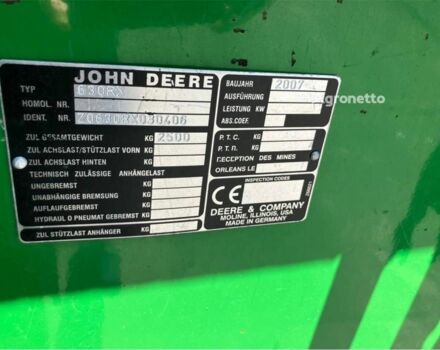 JOHN DEERE
TYP 630RX
HOMOL. NR.
IDENT. NR. Z0630RX030406
ZUL GESAMTGEWICHT KG 2500
ZUL ACHSLAST/STÜTZLAST VORN KG
ZUL ACHSLAST HINTEN KG
TECHNISCH ZULÄSSIGE ANHÄNGELAST
UNGEBREMST KG
UNABHÄNGIGE BREMSUNG KG
AUFLAUFGEBREMST KG
HYDRAUL O PNEUMAT GEBREMST KG
ZUL STÜTZLAST ANHÄNGER KG
BAUJAHR 2007
AUSFÜHRUNG
LEISTUNG KW
ABS.COEF.
P.T.C. KG
P.T.R. KG
RECEPTION DES MINES
ORLEANS LE
INSPECTION CODES
CE
DEERE & COMPANY
MOLINE, ILLINOIS, USA
MADE IN GERMANY
agronetto